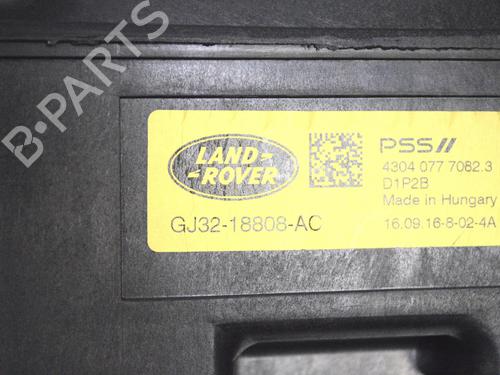 B-PARTS
LAND-
-ROVER
GJ32-18808-AC
PSS//
4304 077 7082.3
D1P2B
Made in Hungary
16.09.16-8-02-4A